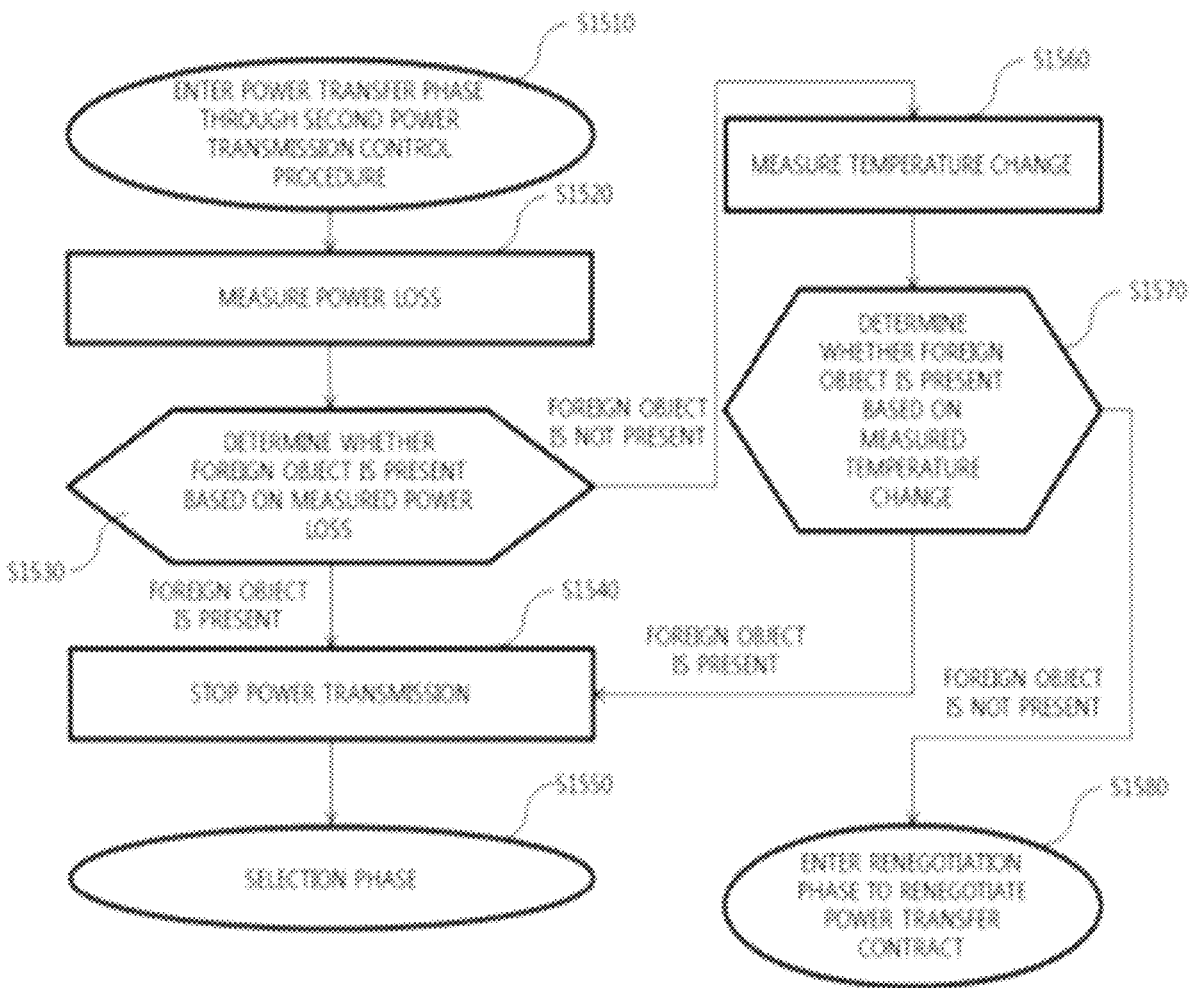 S1510
ENTER POWER TRANSFER PHASE
THROUGH SECOND POWER
TRANSMISSION CONTROL
PROCEDURE
S1520
MEASURE POWER LOSS
DETERMINE WHETHER
FOREIGN OBJECT IS PRESENT
BASED ON MEASURED POWER
LOSS
S1530
FOREIGN OBJECT
IS NOT PRESENT
FOREIGN OBJECT
IS PRESENT
S1540
STOP POWER TRANSMISSION
S1550
SELECTION PHASE
S1560
MEASURE TEMPERATURE CHANGE
S1570
DETERMINE
WHETHER FOREIGN
OBJECT IS PRESENT
BASED ON
MEASURED
TEMPERATURE
CHANGE
FOREIGN OBJECT
IS PRESENT
FOREIGN OBJECT
IS NOT PRESENT
S1580
ENTER RENEGOTIATION
PHASE TO RENEGOTIATE
POWER TRANSFER
CONTRACT